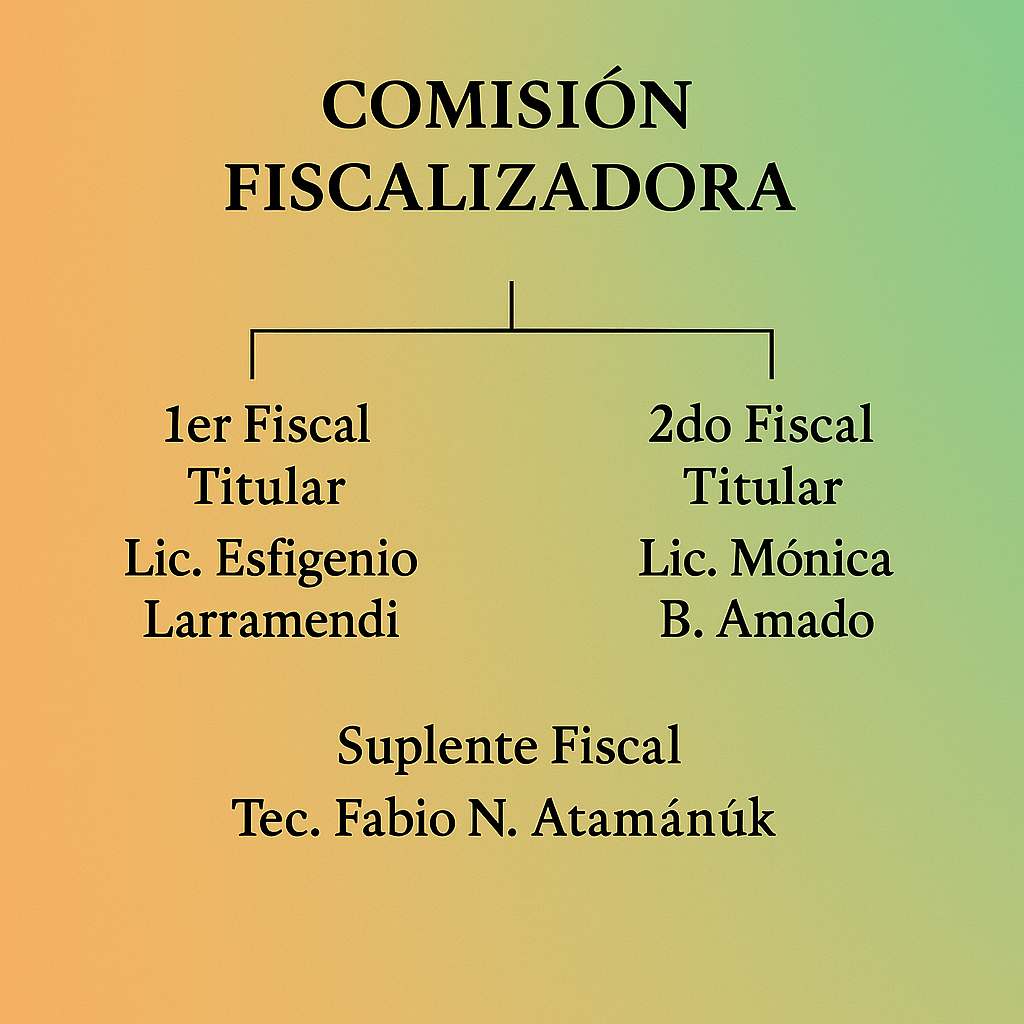 COMISIÓN
FISCALIZADORA
1er Fiscal
Titular
Lic. Esfigenio
Larramendi
2do Fiscal
Titular
Lic. Mónica
B. Amado
Suplente Fiscal
Tec. Fabio N. Atamánúk